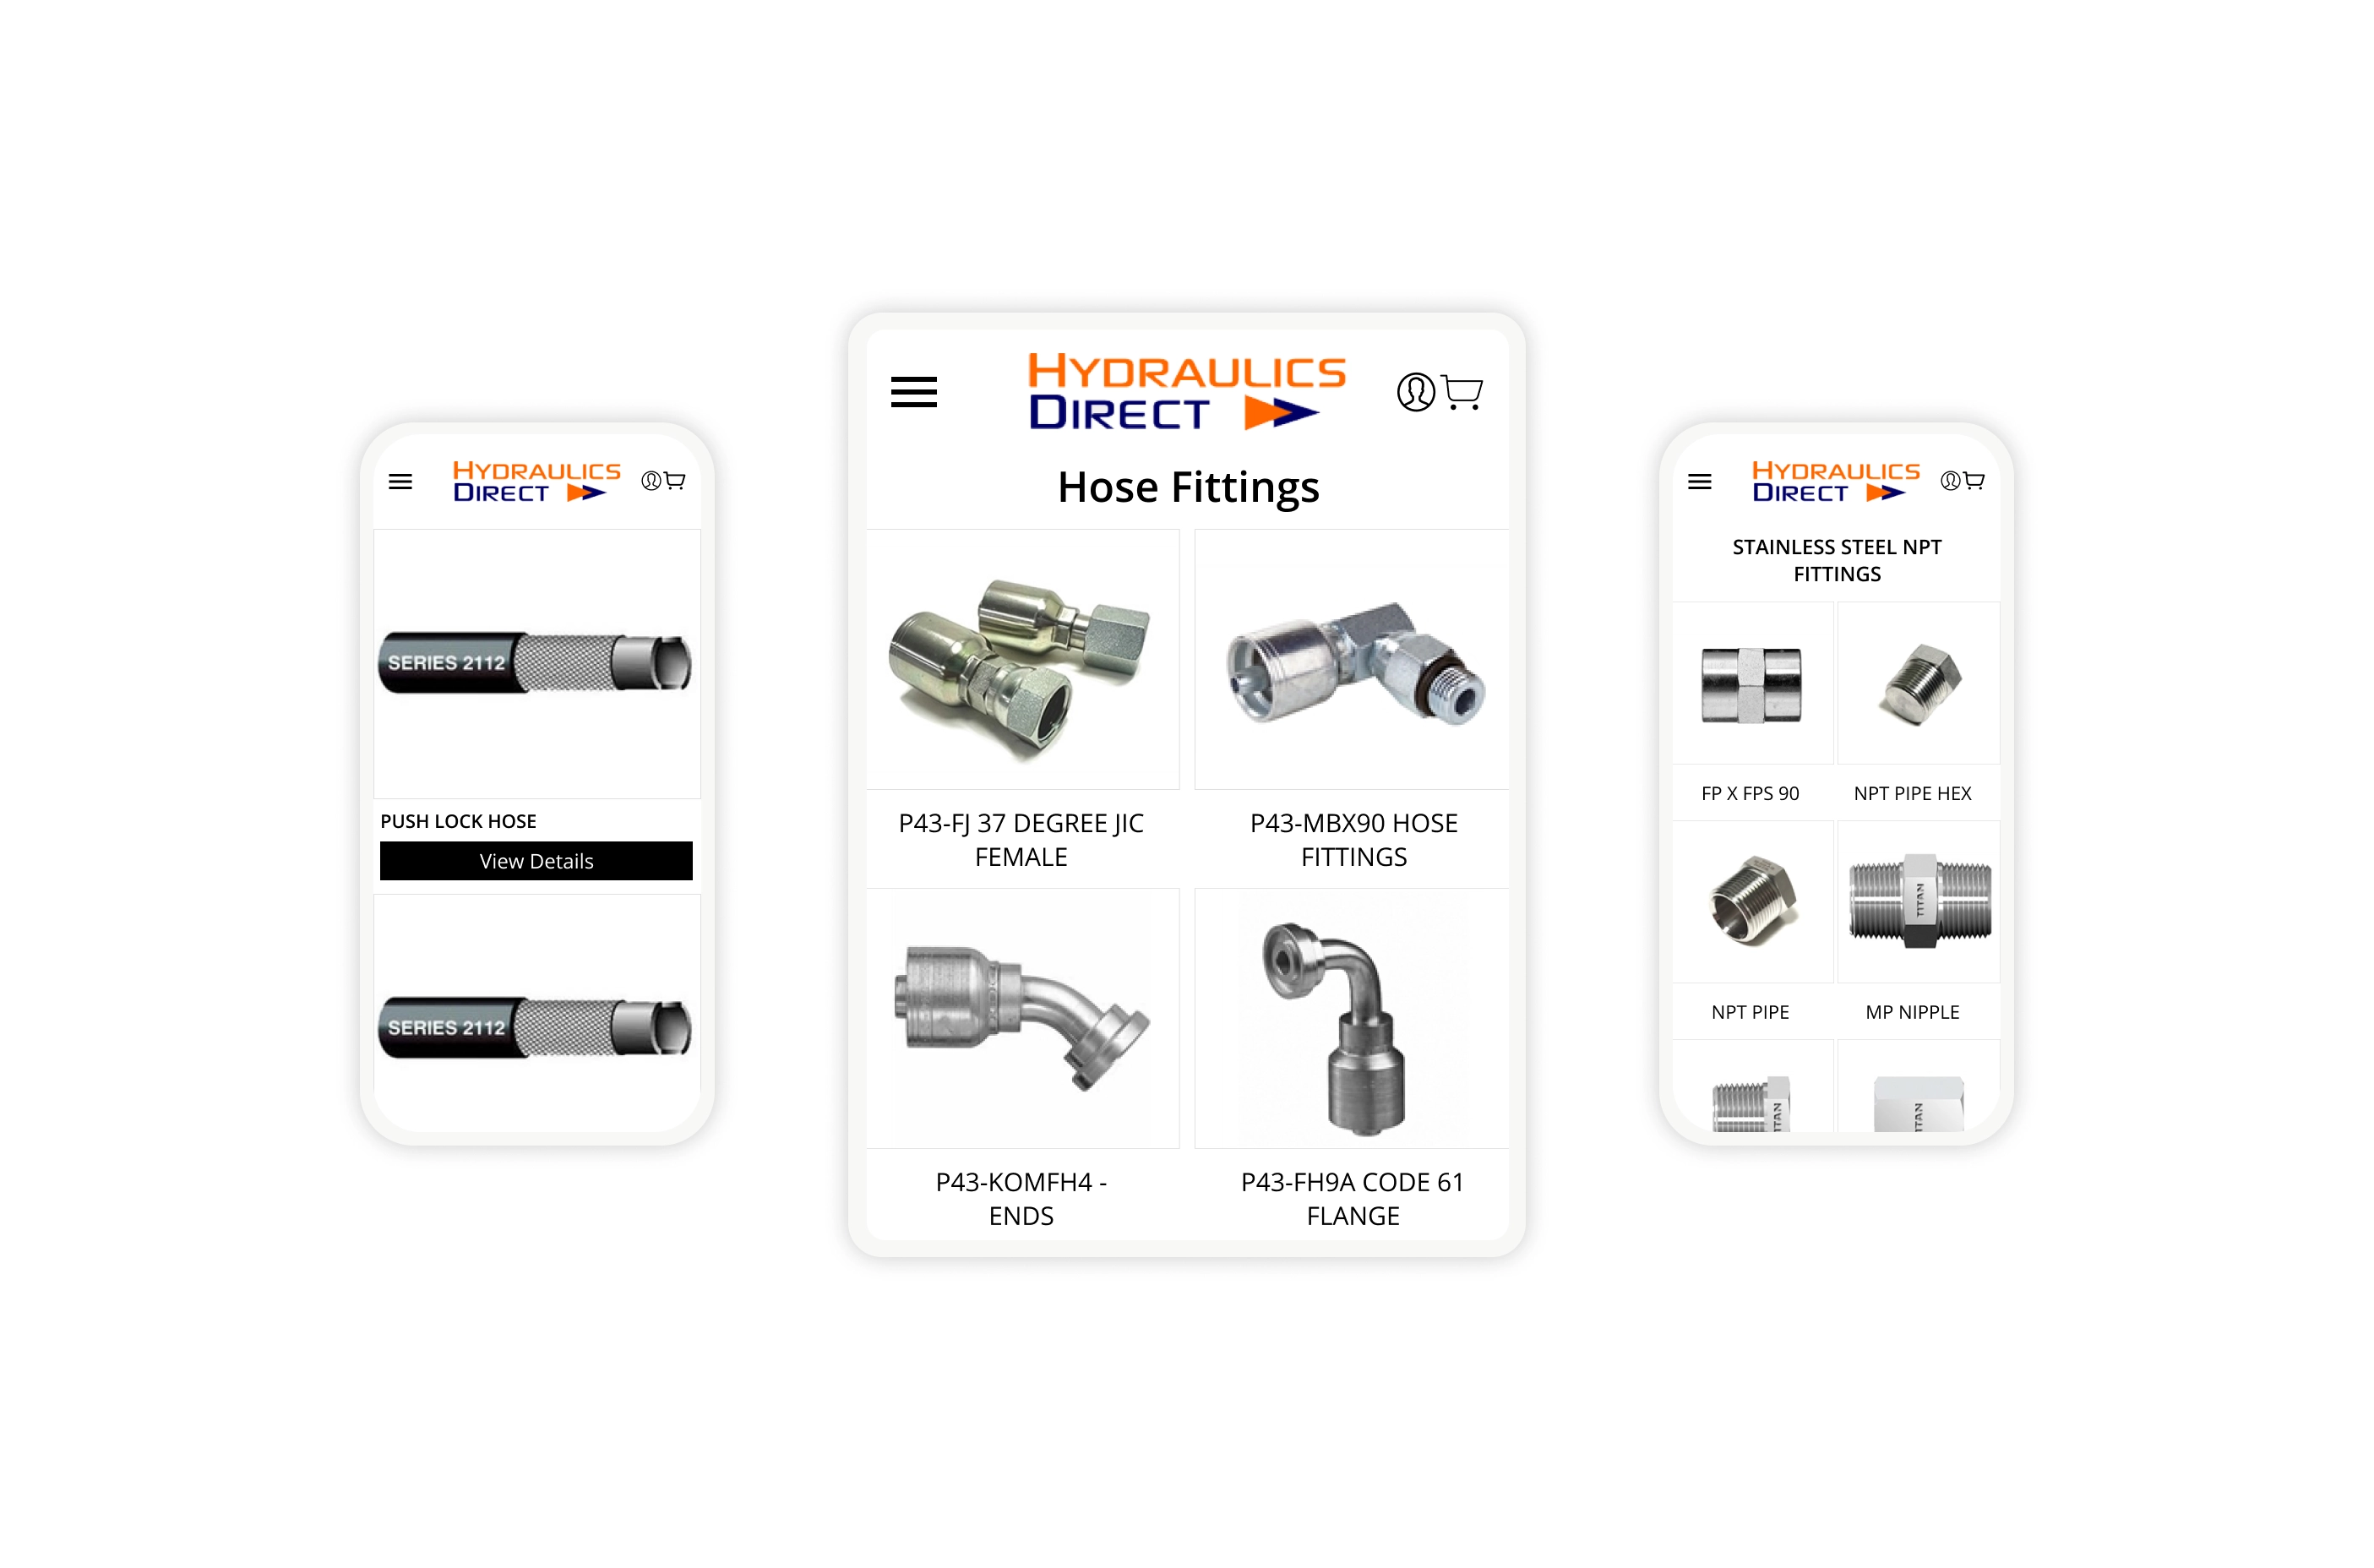 HYDRAULICS
DIRECT
SERIES 2112
PUSH LOCK HOSE
View Details
SERIES 2112
HYDRAULICS
DIRECT
Hose Fittings
P43-FJ 37 DEGREE JIC
FEMALE
P43-MBX90 HOSE
FITTINGS
P43-KOMFH4 -
ENDS
P43-FH9A CODE 61
FLANGE
HYDRAULICS
DIRECT
STAINLESS STEEL NPT
FITTINGS
FP X FPS 90
NPT PIPE HEX
TITAN
NPT PIPE
MP NIPPLE
ITAN
ITAN